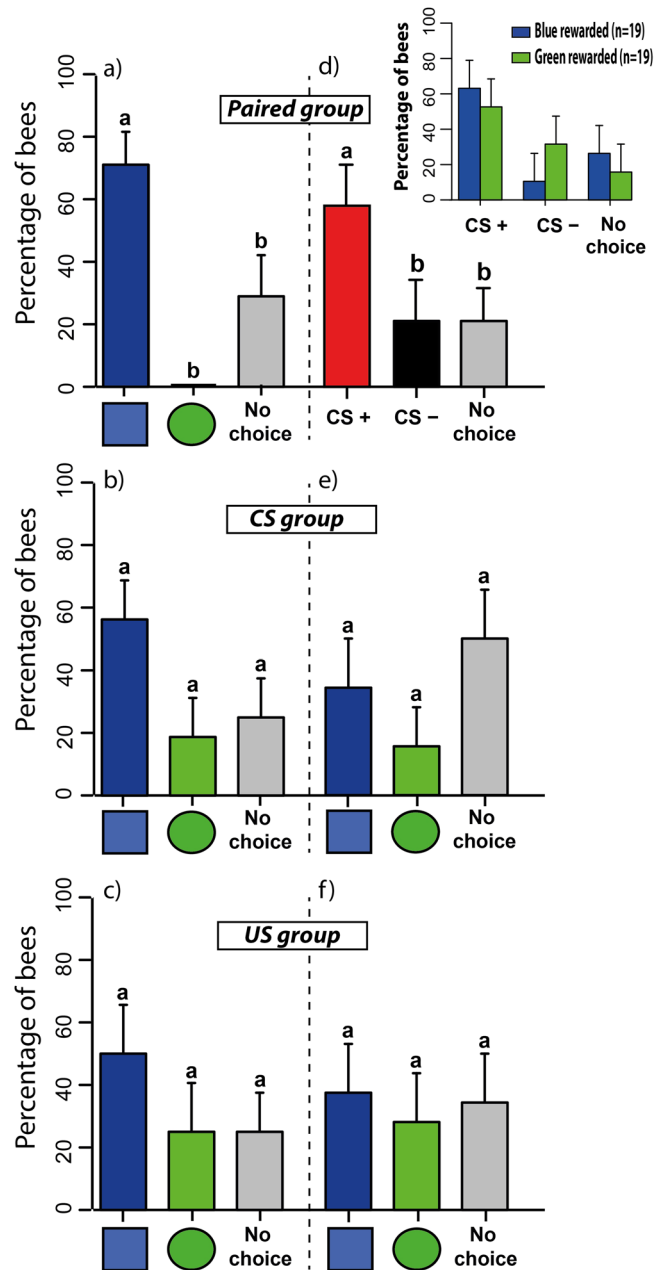 a)
d)
Paired group
Percentage of bees
0 20 40 60 80 100
a
b
b
a
b
b
No choice
CS +
CS –
No choice
Percentage of bees
0 20 40 60 80 100
Blue rewarded (n=19)
Green rewarded (n=19)
CS +
CS –
No choice
b)
e)
CS group
Percentage of bees
0 20 40 60 80 100
a
a
a
a
a
a
No choice
No choice
c)
f)
US group
Percentage of bees
0 20 40 60 80 100
a
a
a
a
a
a
No choice
No choice